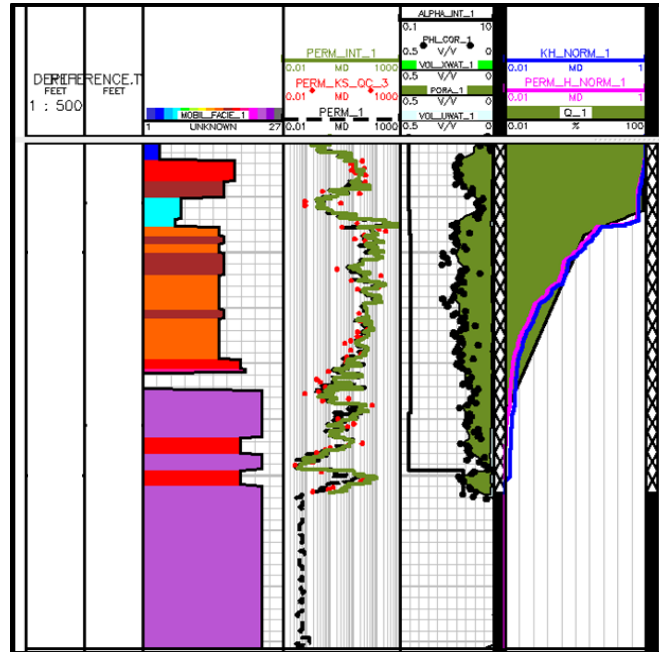 ALPHA_INT_1
0.1 10
PHI_COR_1
0.5 V/V 0
VOL_XWAT_1
0.5 V/V 0
PORA_1
0.5 V/V 0
VOL_UWAT_1
0.5 V/V 0
PERM_INT_1
0.01 MD 1000
PERM_KS_QC_3
0.01 MD 1000
PERM_1
0.01 MD 1000
KH_NORM_1
0.01 MD 1
PERM_H_NORM_1
0.01 MD 1
Q_1
0.01 % 100
FEET
1 : 500
FEET
MOBIL_FACIE_1
1 UNKNOWN 27